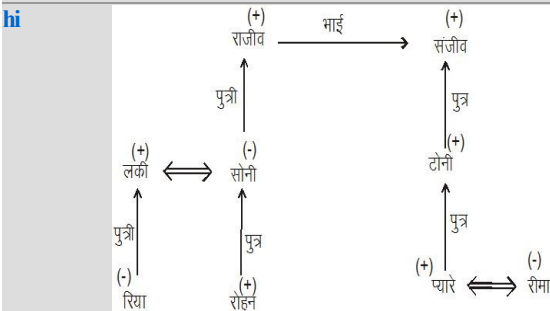 hi
(+) (+)
राजीव भाई संजीव
पुत्री पुत्र
(+) (-) (+)
लकी सोनी टोनी
पुत्री पुत्र पुत्र
(-) (+) (+) (-)
रिया रोहन प्यारे रीमा